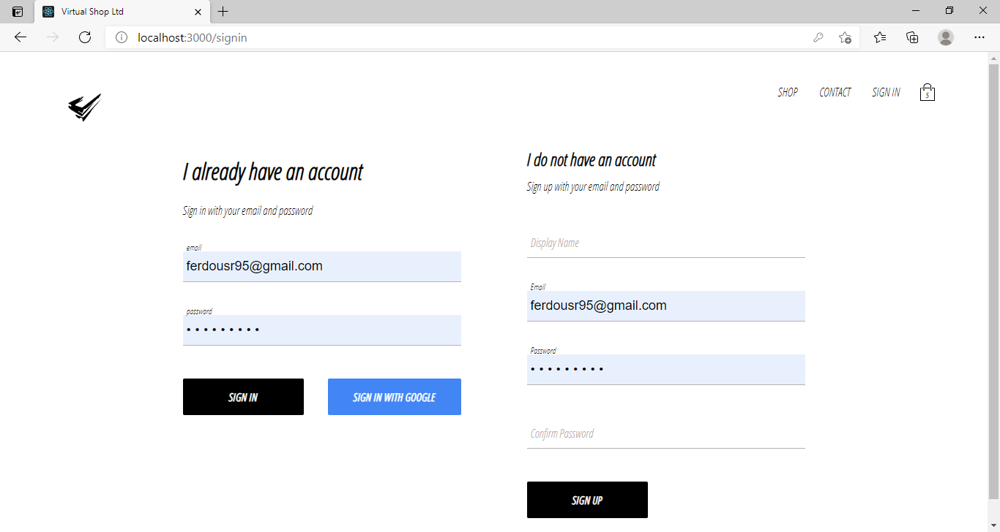 Virtual Shop Ltd
localhost:3000/signin
SHOP CONTACT SIGN IN 5
I already have an account
Sign in with your email and password
email
ferdousr95@gmail.com
password
•••••••••
SIGN IN SIGN IN WITH GOOGLE
I do not have an account
Sign up with your email and password
Display Name
Email
ferdousr95@gmail.com
Password
•••••••••
Confirm Password
SIGN UP